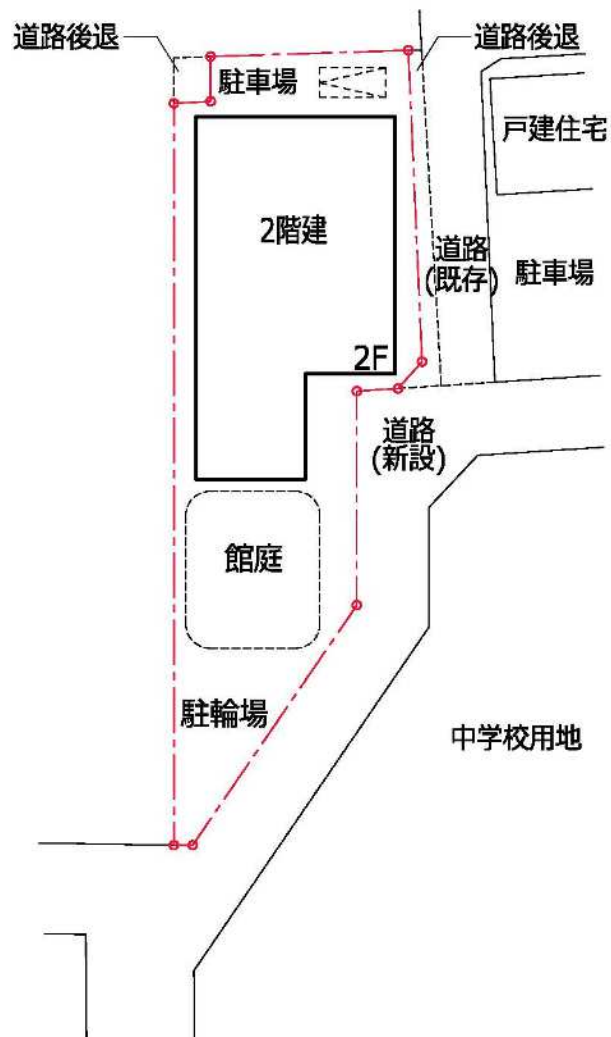 道路後退
道路後退
駐車場
戸建住宅
2階建
道路
(既存)
駐車場
2F
道路
(新設)
館庭
駐輪場
中学校用地